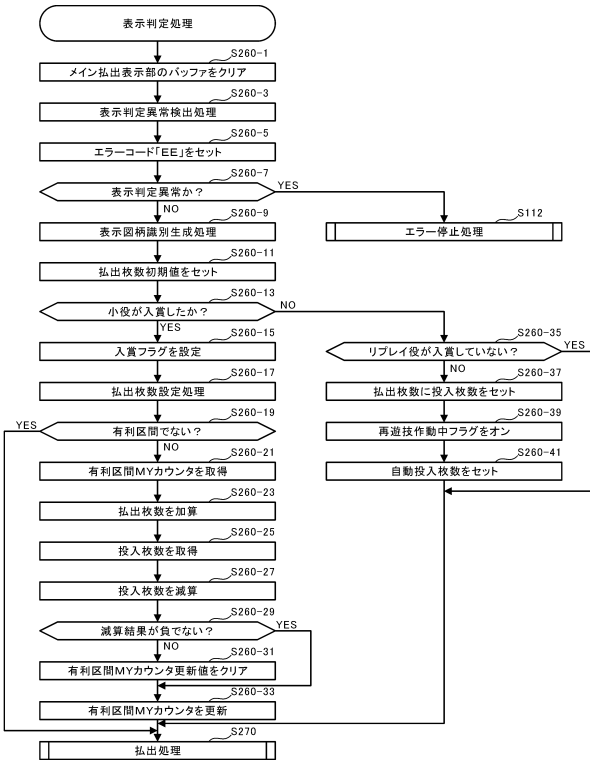 表示判定処理
S260-1
メイン払出表示部のバッファをクリア
S260-3
表示判定異常検出処理
S260-5
エラーコード「EE」をセット
S260-7
表示判定異常か？
YES
NO
S260-9
表示図柄識別生成処理
S112
エラー停止処理
S260-11
払出枚数初期値をセット
S260-13
小役が入賞したか？
NO
YES
S260-15
入賞フラグを設定
S260-35
リプレイ役が入賞していない？
YES
NO
S260-17
払出枚数設定処理
S260-37
払出枚数に投入枚数をセット
S260-19
YES
有利区間でない？
NO
S260-39
再遊技作動中フラグをオン
S260-21
有利区間MYカウンタを取得
S260-41
自動投入枚数をセット
S260-23
払出枚数を加算
S260-25
投入枚数を取得
S260-27
投入枚数を減算
S260-29
減算結果が負でない？
YES
NO
S260-31
有利区間MYカウンタ更新値をクリア
S260-33
有利区間MYカウンタを更新
S270
払出処理